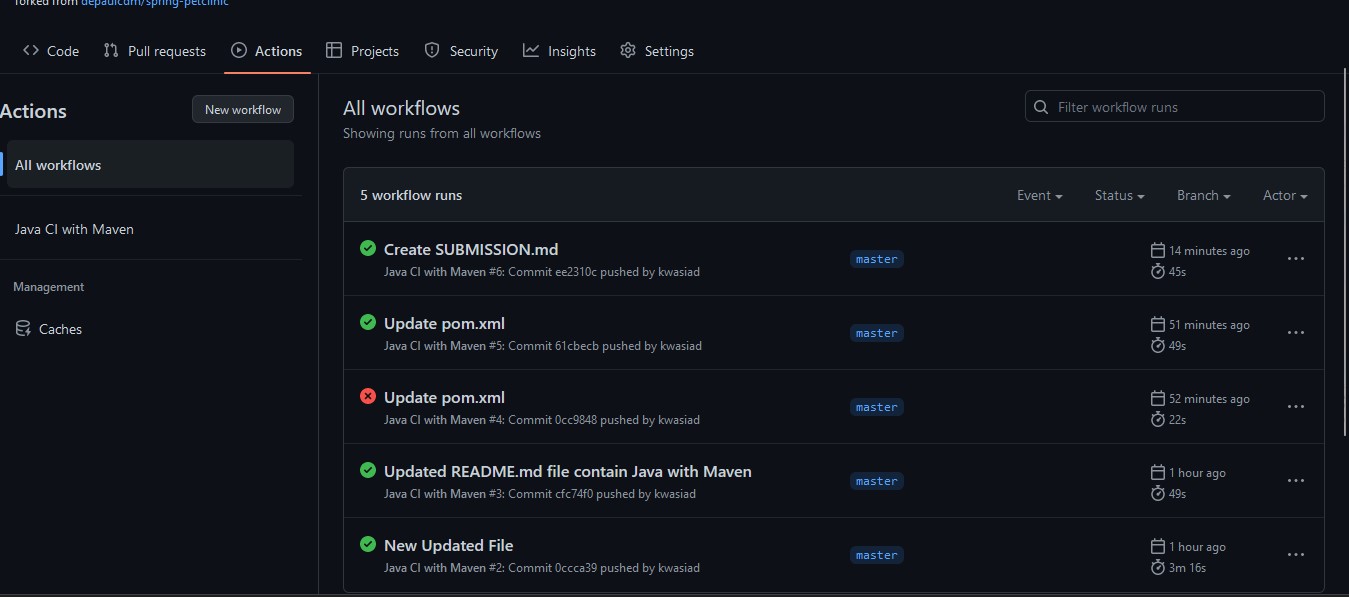 forked from depaulcdm/spring-petclinic
Code Pull requests Actions Projects Security Insights Settings
Actions
New workflow
All workflows
Java CI with Maven
Management
Caches
All workflows
Showing runs from all workflows
Filter workflow runs
5 workflow runs
Event Status Branch Actor
Create SUBMISSION.md
Java CI with Maven #6: Commit ee2310c pushed by kwasiad
master
14 minutes ago
45s
Update pom.xml
Java CI with Maven #5: Commit 61cbecb pushed by kwasiad
master
51 minutes ago
49s
Update pom.xml
Java CI with Maven #4: Commit 0cc9848 pushed by kwasiad
master
52 minutes ago
22s
Updated README.md file contain Java with Maven
Java CI with Maven #3: Commit cfc74f0 pushed by kwasiad
master
1 hour ago
49s
New Updated File
Java CI with Maven #2: Commit 0ccca39 pushed by kwasiad
master
1 hour ago
3m 16s